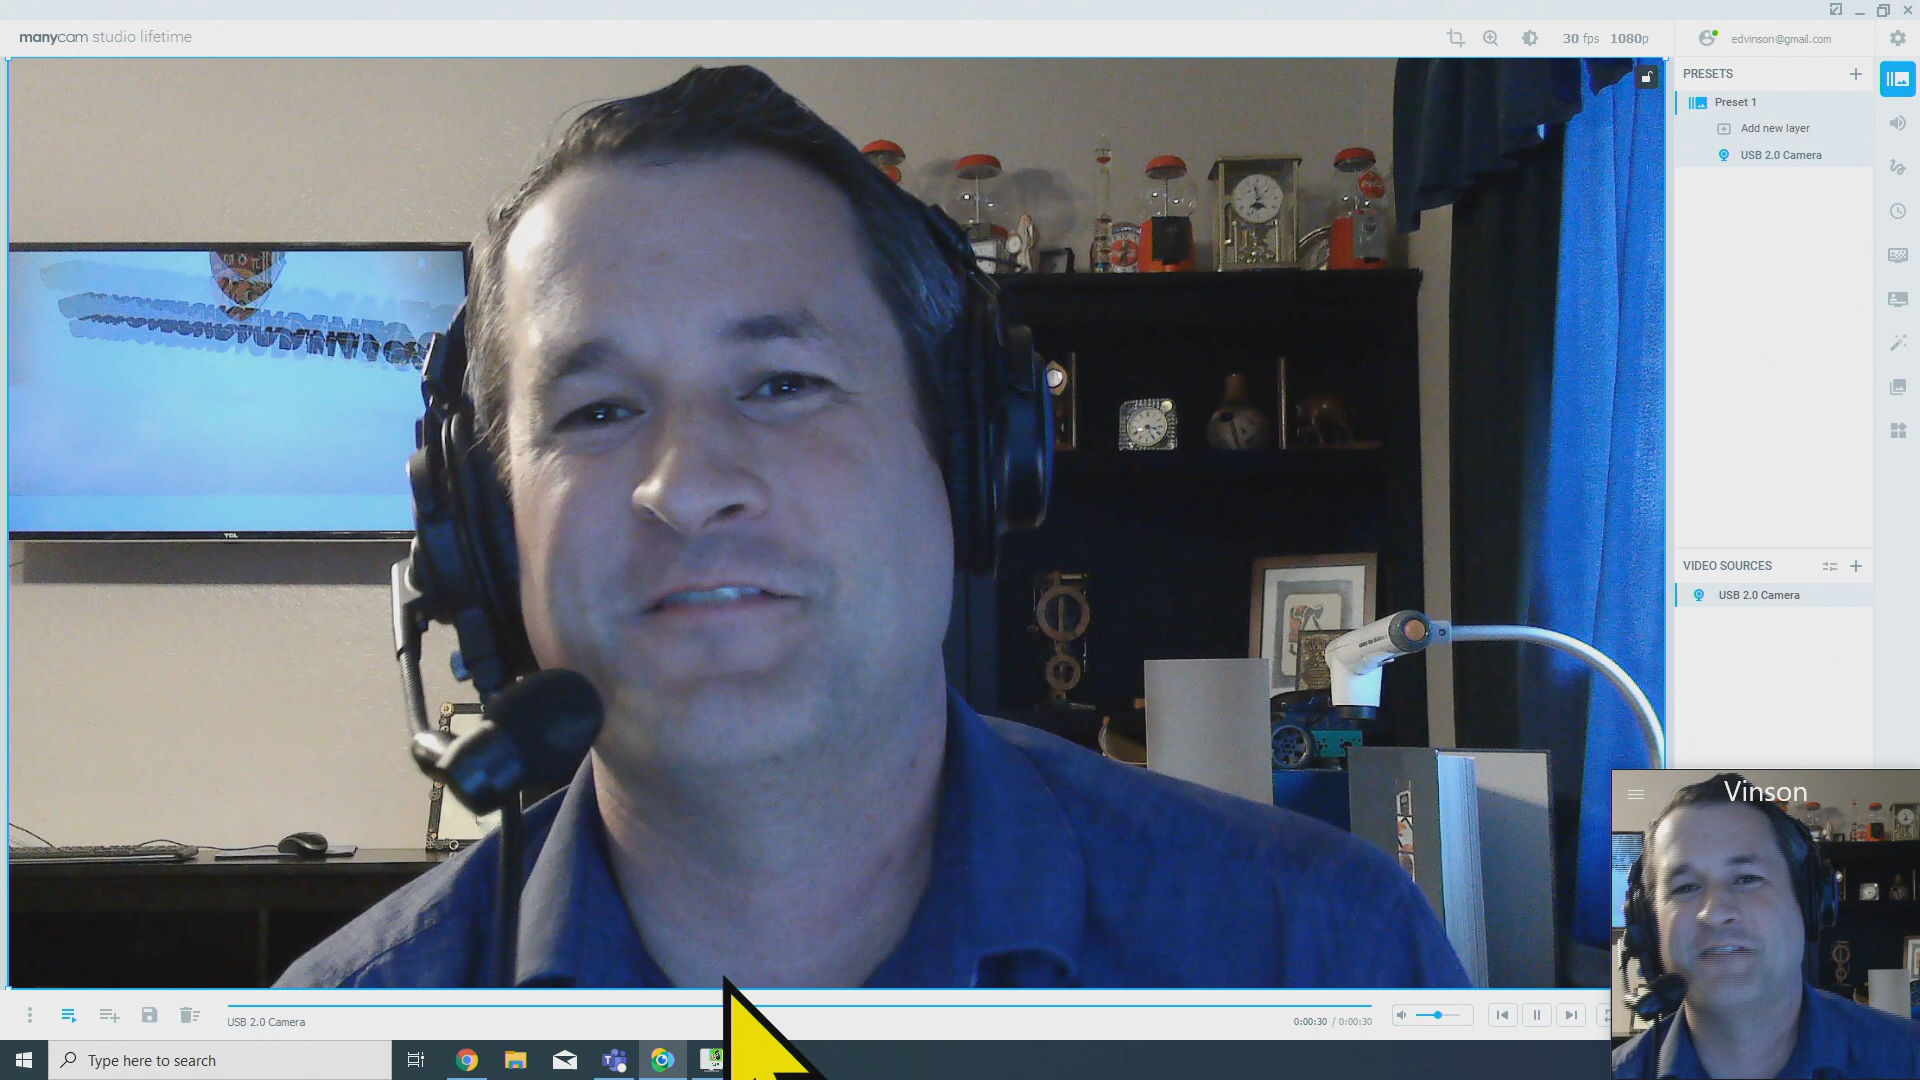 manycam studio lifetime
30 fps 1080p
edvinson@gmail.com
PRESETS
Preset 1
Add new layer
USB 2.0 Camera
TCL
VIDEO SOURCES
USB 2.0 Camera
Vinson
USB 2.0 Camera
0:00:30 / 0:00:30
Type here to search